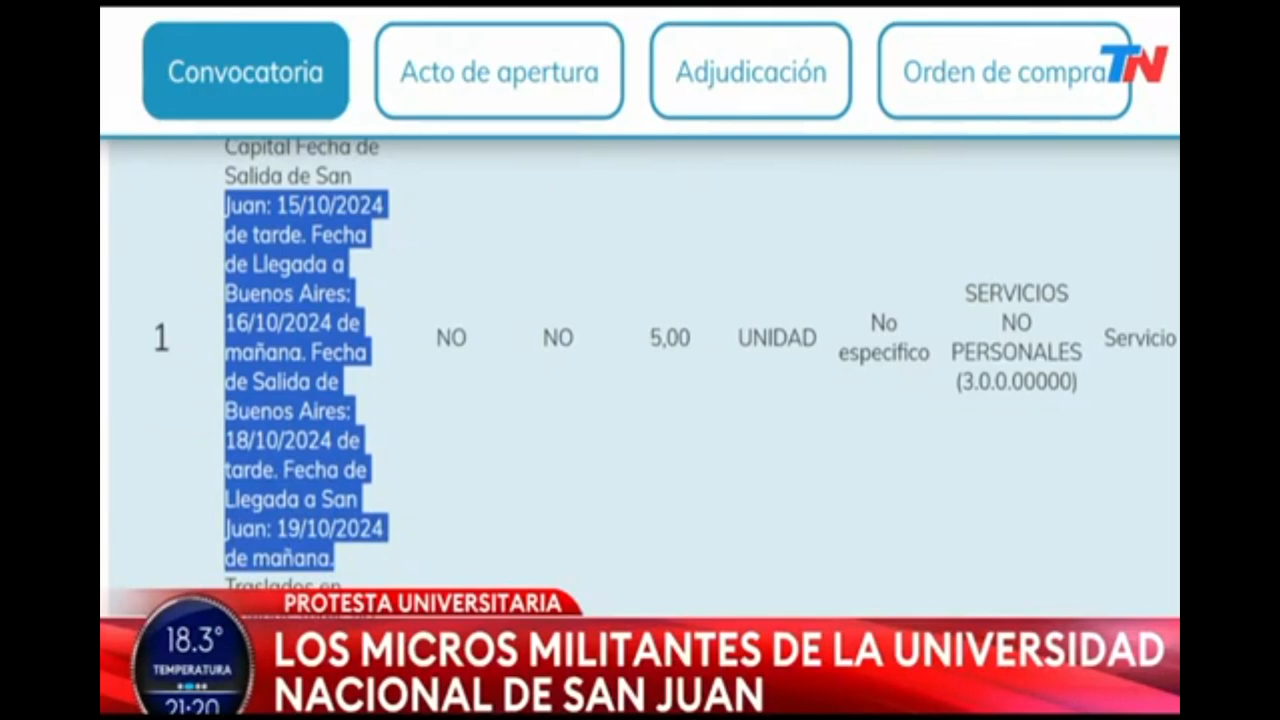 Convocatoria
Acto de apertura
Adjudicación
Orden de compra
TN
Capital Fecha de
Salida de San
Juan: 15/10/2024
de tarde. Fecha
de Llegada a
Buenos Aires:
16/10/2024 de
mañana. Fecha
de Salida de
Buenos Aires:
18/10/2024 de
tarde. Fecha de
Llegada a San
Juan: 19/10/2024
de mañana.
Traslados en
1
NO
NO
5,00
UNIDAD
No
especifico
SERVICIOS
NO
PERSONALES
(3.0.0.00000)
Servicio
PROTESTA UNIVERSITARIA
LOS MICROS MILITANTES DE LA UNIVERSIDAD
NACIONAL DE SAN JUAN
18.3°
TEMPERATURA
21:20